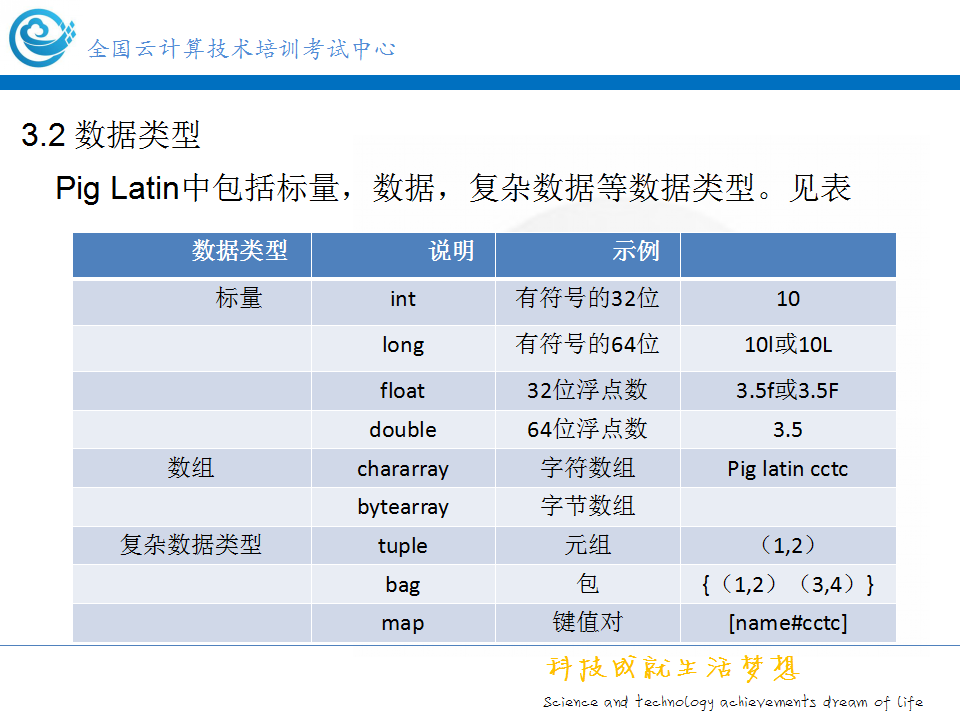 全国云计算技术培训考试中心
3.2 数据类型
Pig Latin中包括标量，数据，复杂数据等数据类型。见表
数据类型 说明 示例
标量 int 有符号的32位 10
long 有符号的64位 10l或10L
float 32位浮点数 3.5f或3.5F
double 64位浮点数 3.5
数组 chararray 字符数组 Pig latin cctc
bytearray 字节数组
复杂数据类型 tuple 元组 （1,2）
bag 包 {（1,2）（3,4）}
map 键值对 [name#cctc]
科技成就生活梦想
Science and technology achievements dream of life